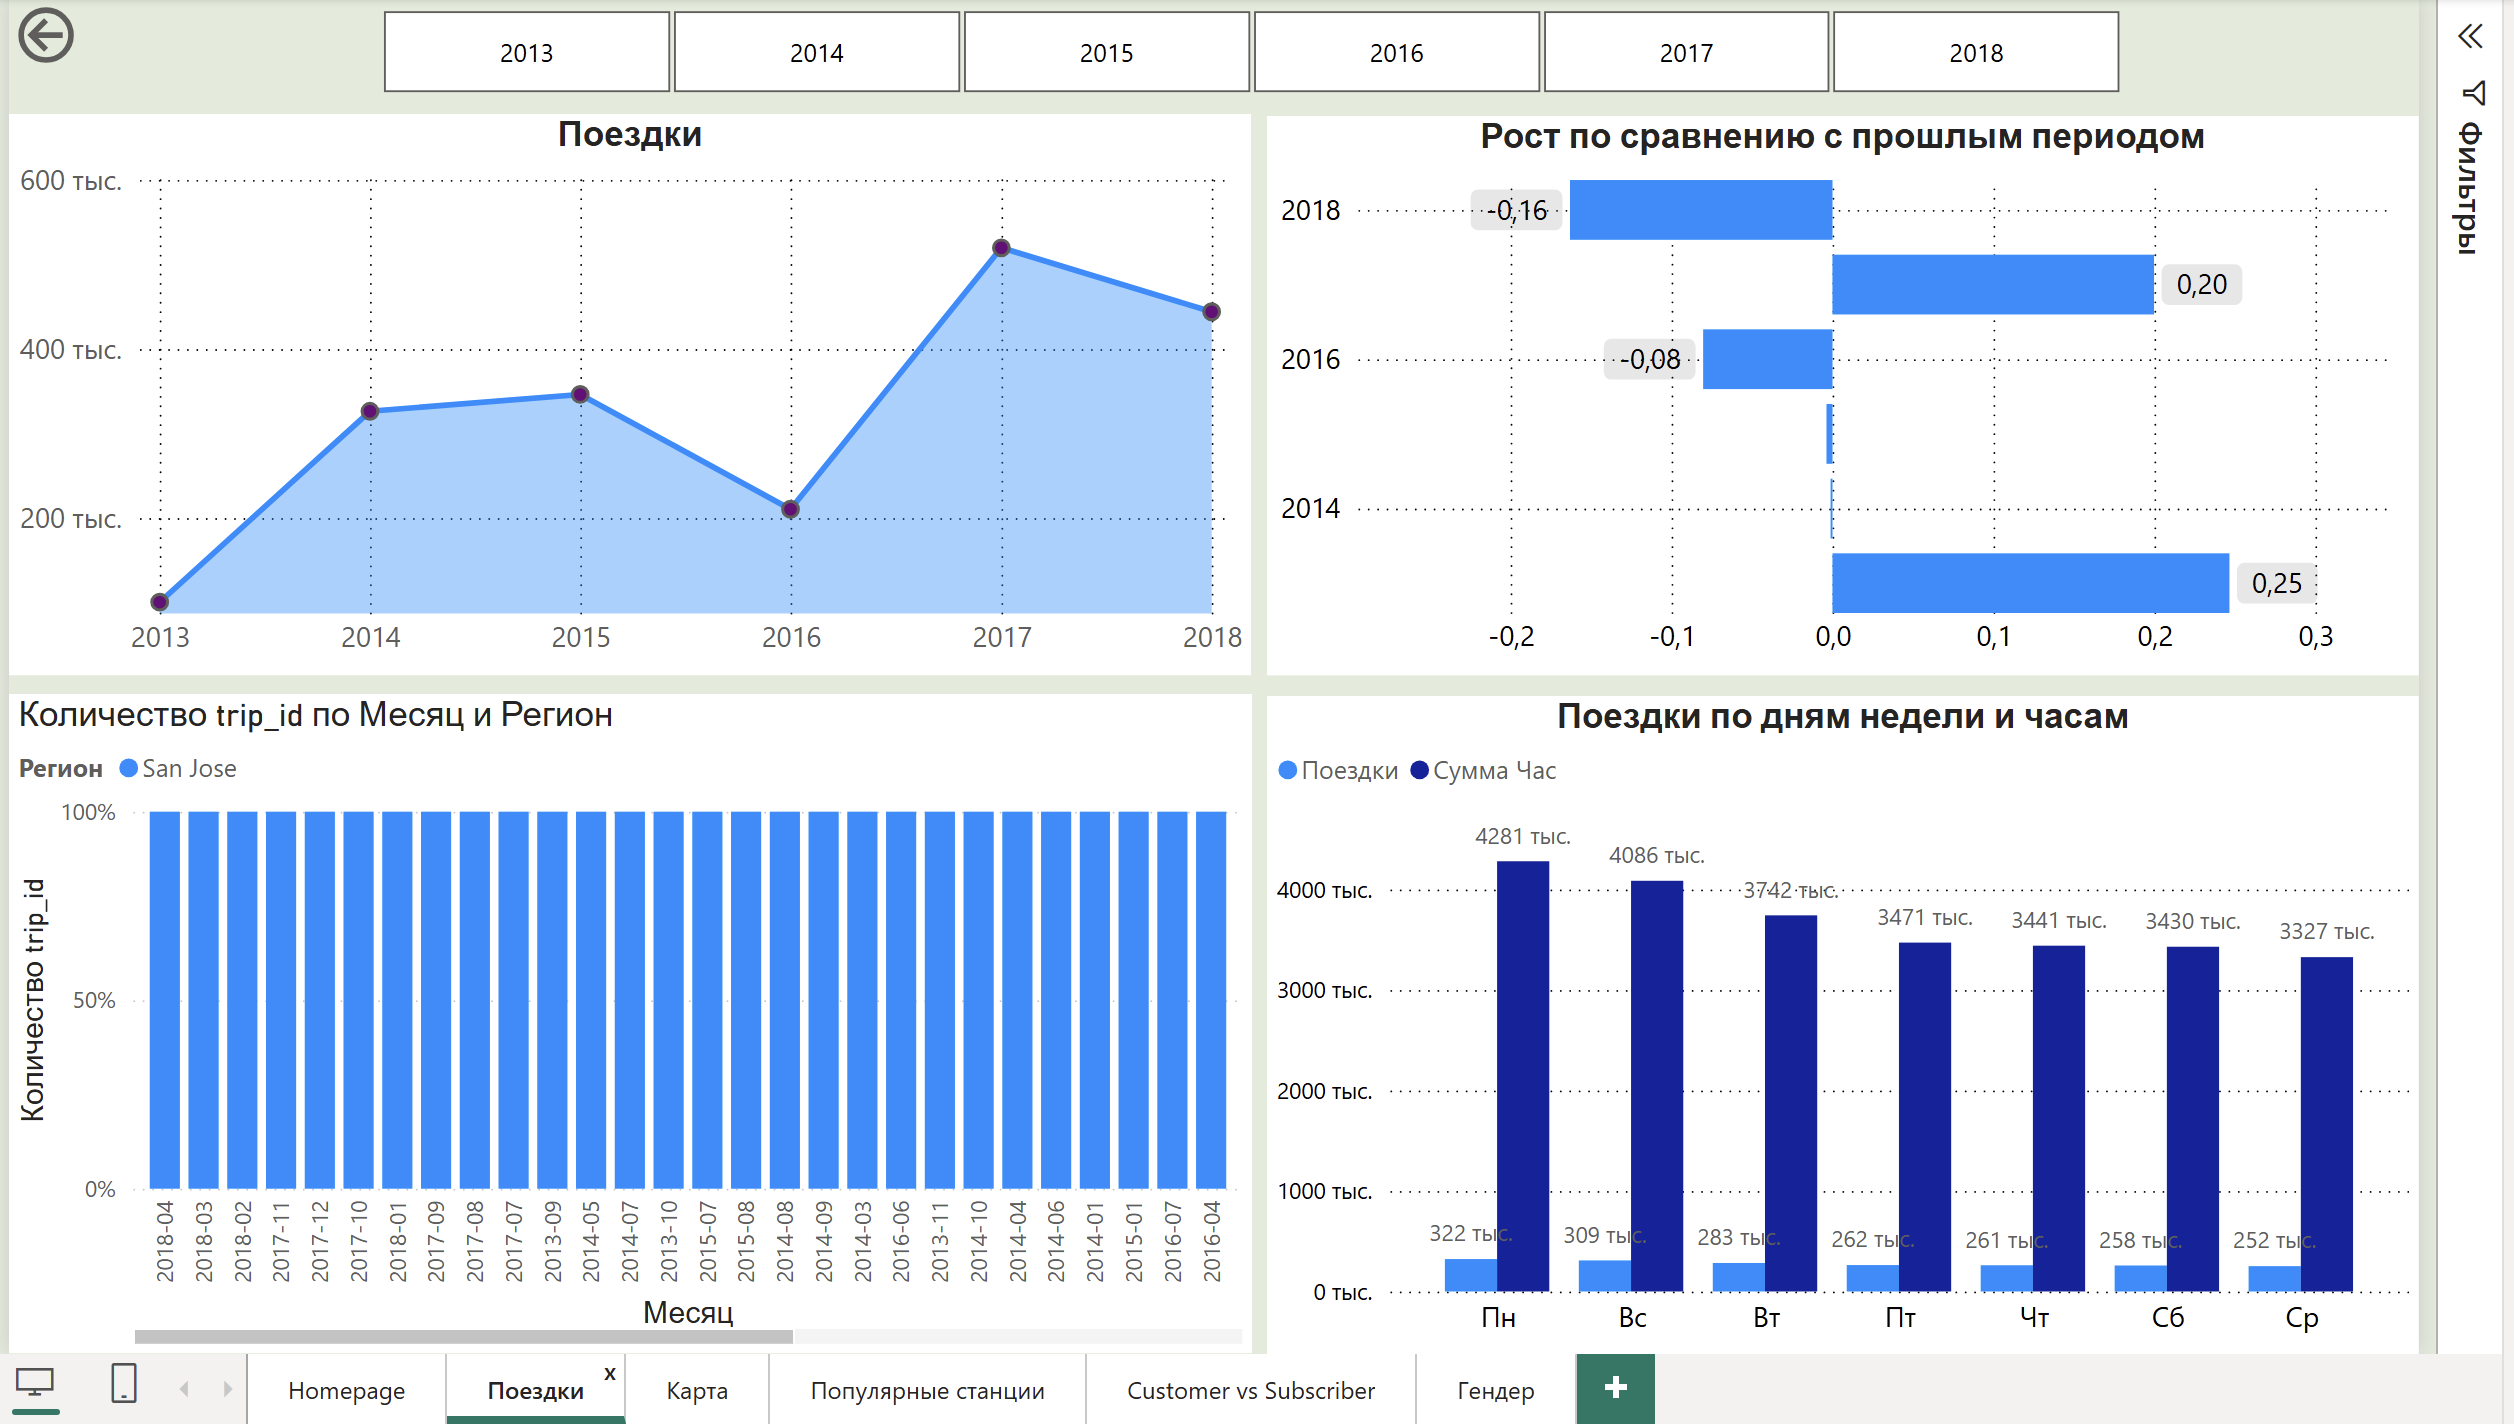 2013
2014
2015
2016
2017
2018
Фильтры
Поездки
600 тыс.
400 тыс.
200 тыс.
2013
2014
2015
2016
2017
2018
Рост по сравнению с прошлым периодом
2018
-0,16
0,20
2016
-0,08
2014
0,25
-0,2
-0,1
0,0
0,1
0,2
0,3
Количество trip_id по Месяц и Регион
Регион
San Jose
Количество trip_id
100%
50%
0%
2018-04
2018-03
2018-02
2017-11
2017-12
2017-10
2018-01
2017-09
2017-08
2017-07
2013-09
2014-05
2014-07
2013-10
2015-07
2015-08
2014-08
2014-09
2014-03
2016-06
2013-11
2014-10
2014-04
2014-06
2014-01
2015-01
2016-07
2016-04
Месяц
Поездки по дням недели и часам
Поездки
Сумма Час
4000 тыс.
3000 тыс.
2000 тыс.
1000 тыс.
0 тыс.
4281 тыс.
4086 тыс.
3742 тыс.
3471 тыс.
3441 тыс.
3430 тыс.
3327 тыс.
322 тыс.
309 тыс.
283 тыс.
262 тыс.
261 тыс.
258 тыс.
252 тыс.
Пн
Вс
Вт
Пт
Чт
Сб
Ср
Homepage
Поездки
x
Карта
Популярные станции
Customer vs Subscriber
Гендер
+